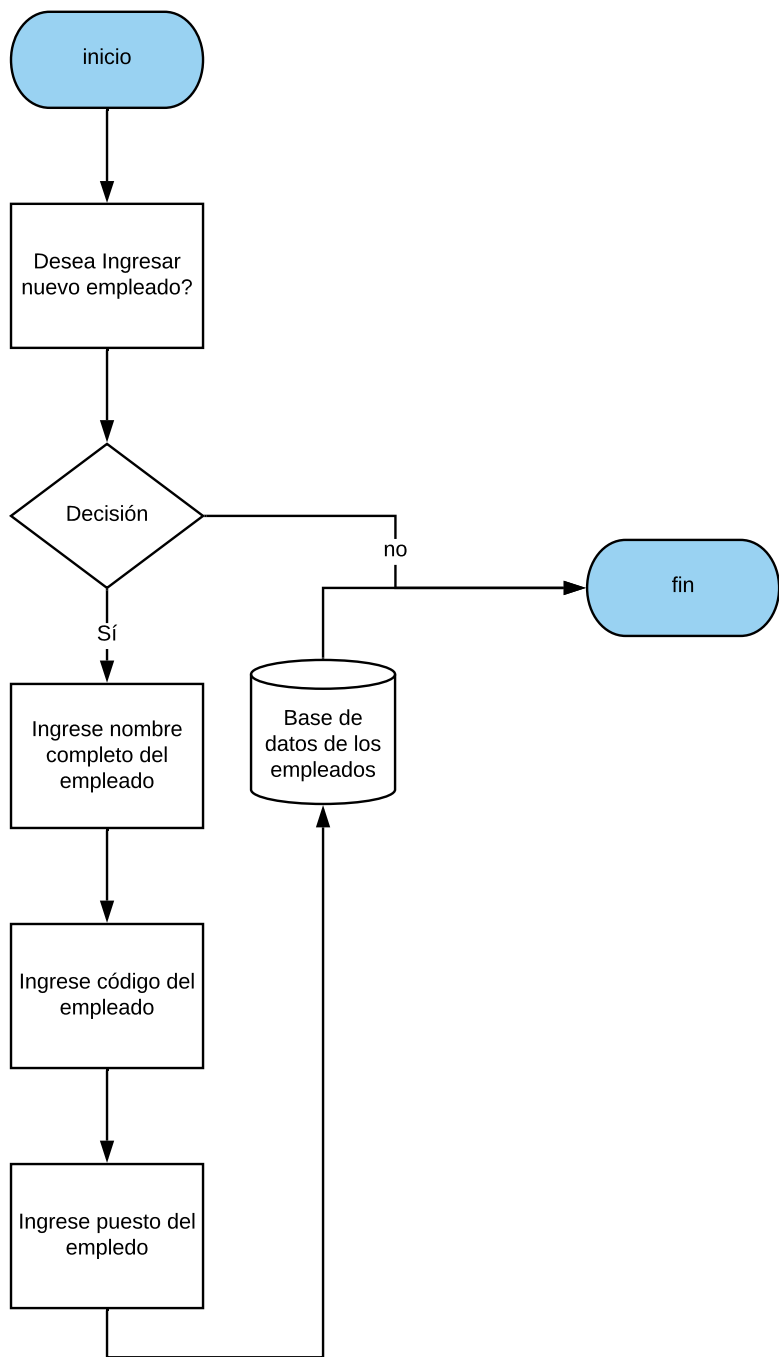 inicio
Desea Ingresar
nuevo empleado?
Decisión
no
fin
Sí
Ingrese nombre
completo del
empleado
Base de
datos de los
empleados
Ingrese código del
empleado
Ingrese puesto del
empledo